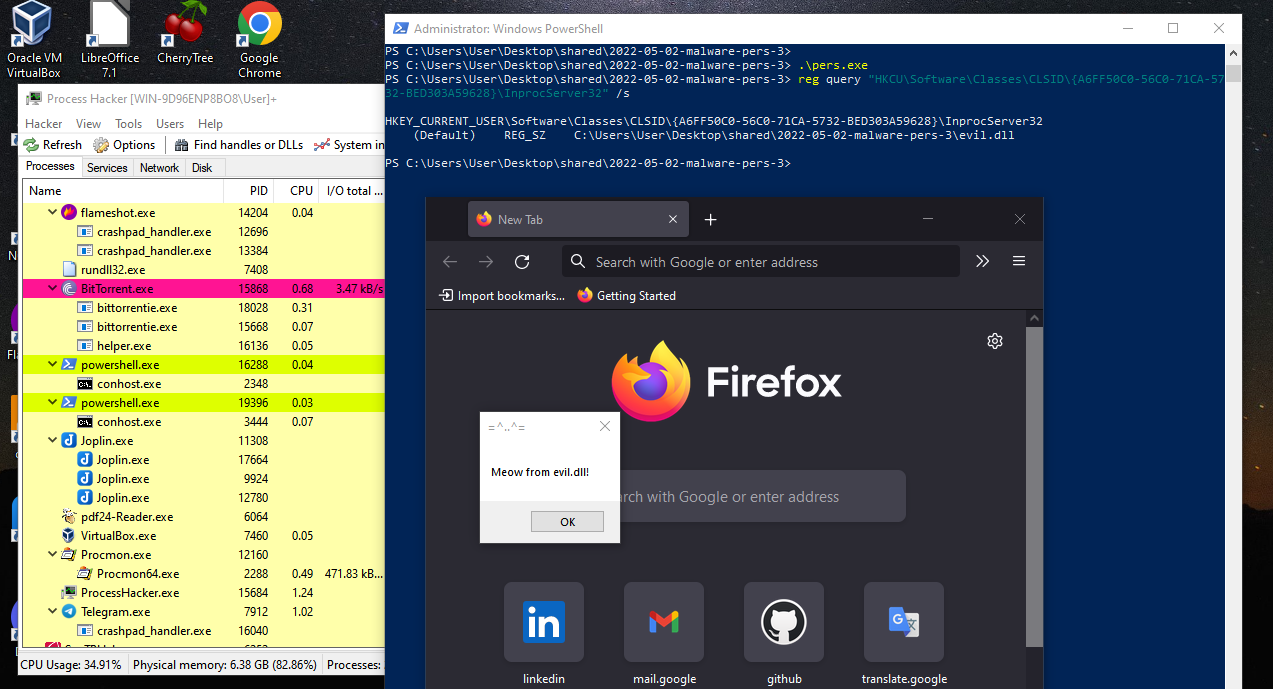 Oracle VM
VirtualBox
LibreOffice
7.1
CherryTree
Google
Chrome
Administrator: Windows PowerShell
PS C:\Users\User\Desktop\shared\2022-05-02-malware-pers-3>
PS C:\Users\User\Desktop\shared\2022-05-02-malware-pers-3> .\pers.exe
PS C:\Users\User\Desktop\shared\2022-05-02-malware-pers-3> reg query "HKCU\Software\Classes\CLSID\{A6FF50C0-56C0-71CA-57
32-BED303A59628}\InprocServer32" /s
HKEY_CURRENT_USER\Software\Classes\CLSID\{A6FF50C0-56C0-71CA-5732-BED303A59628}\InprocServer32
(Default) REG_SZ C:\Users\User\Desktop\shared\2022-05-02-malware-pers-3\evil.dll
PS C:\Users\User\Desktop\shared\2022-05-02-malware-pers-3>
Process Hacker [WIN-9D96ENP8BO8\User]+
Hacker View Tools Users Help
Refresh Options Find handles or DLLs System in
Processes Services Network Disk
Name PID CPU I/O total ...
flameshot.exe 14204 0.04
crashpad_handler.exe 12696
crashpad_handler.exe 13384
rundll32.exe 7408
BitTorrent.exe 15868 0.68 3.47 kB/s
bittorrentie.exe 18028 0.31
bittorrentie.exe 15668 0.07
helper.exe 16136 0.05
powershell.exe 16288 0.04
conhost.exe 2348
powershell.exe 19396 0.03
conhost.exe 3444 0.07
Joplin.exe 11308
Joplin.exe 17664
Joplin.exe 9924
Joplin.exe 12780
pdf24-Reader.exe 6064
VirtualBox.exe 7460 0.05
Procmon.exe 12160
Procmon64.exe 2288 0.49 471.83 kB...
ProcessHacker.exe 15684 1.24
Telegram.exe 7912 1.02
crashpad_handler.exe 16040
CPU Usage: 34.91% Physical memory: 6.38 GB (82.86%) Processes:
New Tab
Search with Google or enter address
Import bookmarks... Getting Started
Firefox
=^..^=
Meow from evil.dll!
OK
rch with Google or enter address
linkedin mail.google github translate.google